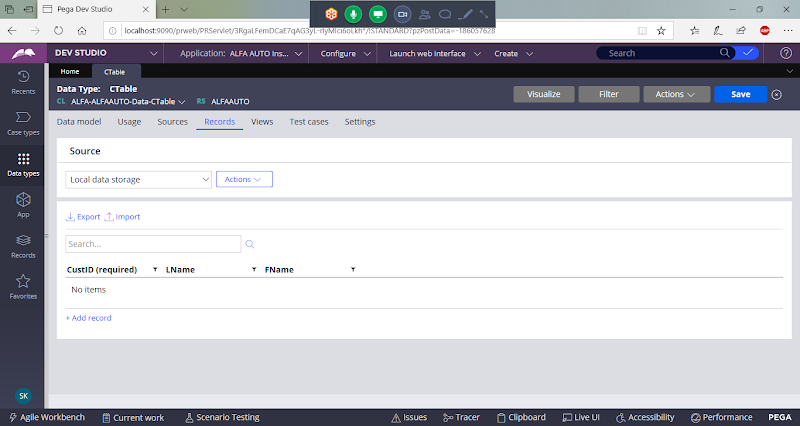 Pega Dev Studio
localhost:9090/prweb/PRServlet/3RgaLFemDCaE7qAG3yL-rlyMIci6oLkh*/!STANDARD?pzPostData=-186057628
DEV STUDIO
Application: ALFA AUTO Ins...
Configure
Launch web interface
Create
Search
Recents
Case types
Data types
App
Records
Favorites
SK
Home
CTable
Data Type: CTable
CL ALFA-ALFAAUTO-Data-CTable
RS ALFAAUTO
Visualize
Filter
Actions
Save
Data model
Usage
Sources
Records
Views
Test cases
Settings
Source
Local data storage
Actions
Export
Import
Search...
CustID (required)
LName
FName
No items
+ Add record
Agile Workbench
Current work
Scenario Testing
Issues
Tracer
Clipboard
Live UI
Accessibility
Performance
PEGA